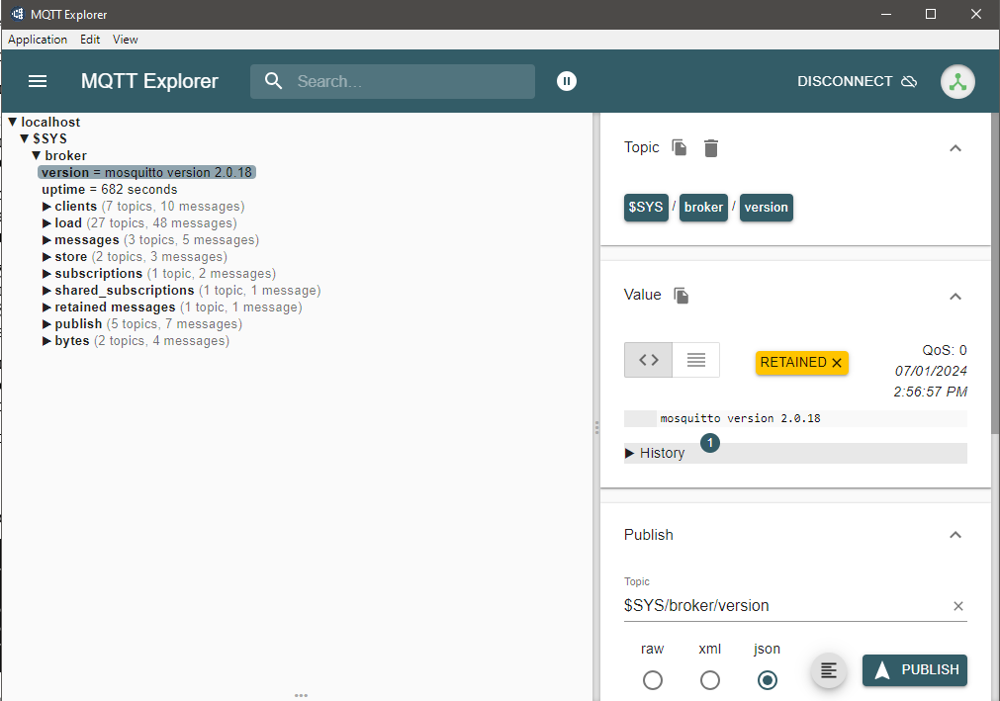 MQTT Explorer
Application Edit View
MQTT Explorer
Search...
DISCONNECT
localhost
$SYS
broker
version = mosquitto version 2.0.18
uptime = 682 seconds
clients (7 topics, 10 messages)
load (27 topics, 48 messages)
messages (3 topics, 5 messages)
store (2 topics, 3 messages)
subscriptions (1 topic, 2 messages)
shared_subscriptions (1 topic, 1 message)
retained messages (1 topic, 1 message)
publish (5 topics, 7 messages)
bytes (2 topics, 4 messages)
Topic
$SYS / broker / version
Value
RETAINED
QoS: 0
07/01/2024
2:56:57 PM
mosquitto version 2.0.18
History 1
Publish
Topic
$SYS/broker/version
raw xml json
PUBLISH